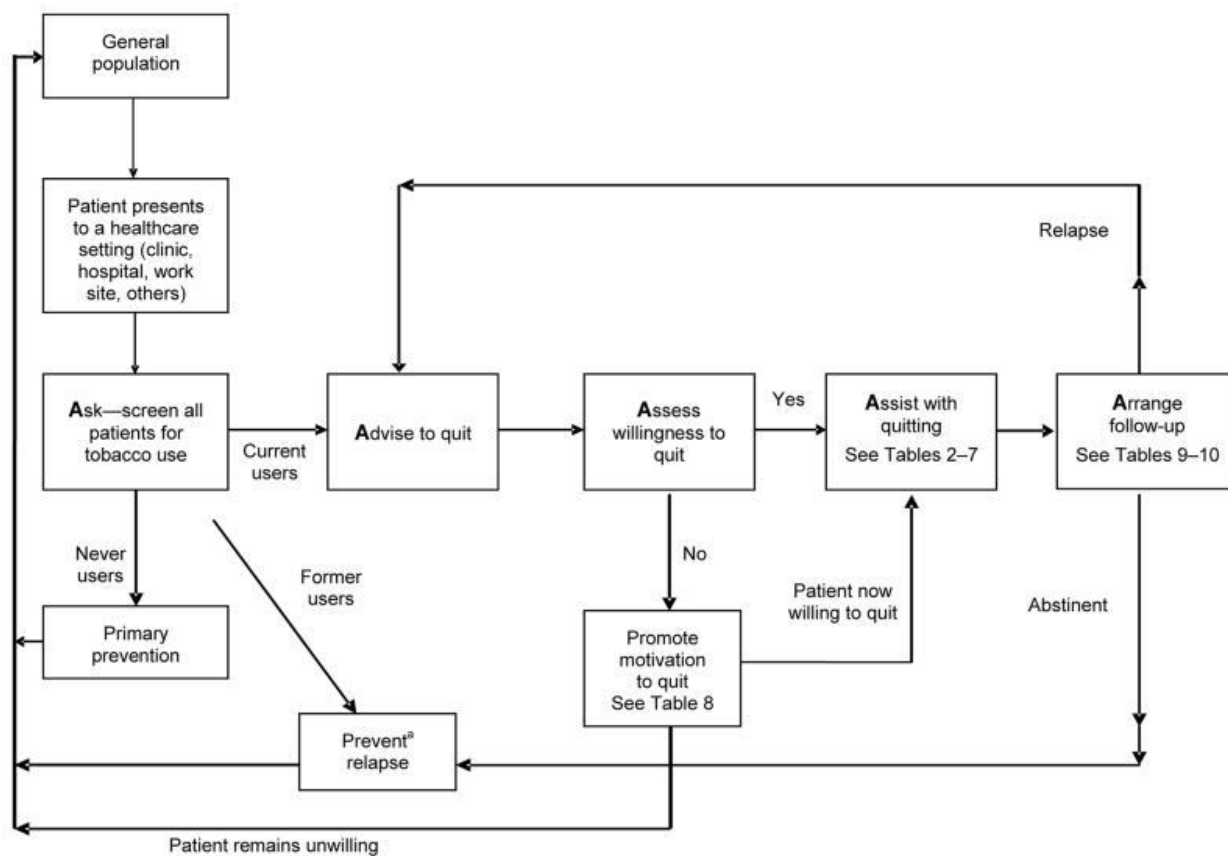 General
population
Patient presents
to a healthcare
setting (clinic,
hospital, work
site, others)
Relapse
Ask—screen all
patients for
tobacco use
Current
users
Advise to quit
Assess
willingness to
quit
Yes
Assist with
quitting
See Tables 2–7
Arrange
follow-up
See Tables 9–10
Never
users
Former
users
No
Patient now
willing to quit
Abstinent
Primary
prevention
Promote
motivation
to quit
See Table 8
Preventᵃ
relapse
Patient remains unwilling